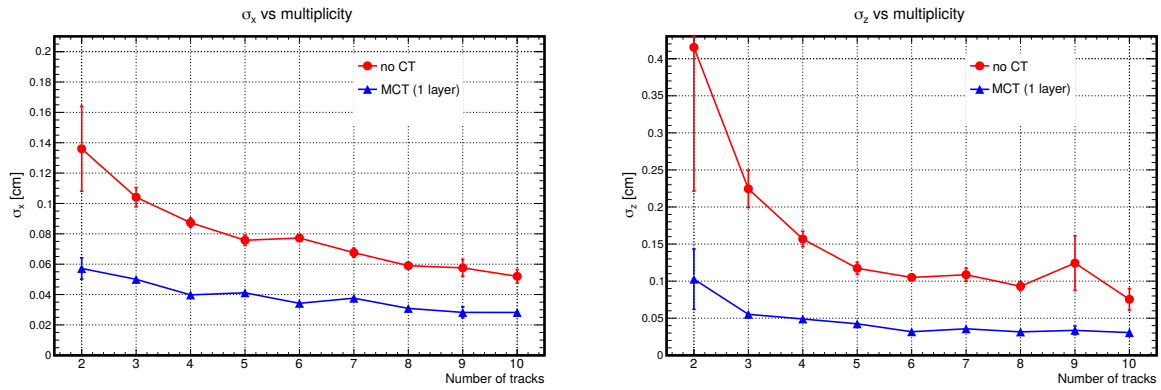 σx vs multiplicity
σx [cm]
0.2
0.18
0.16
0.14
0.12
0.1
0.08
0.06
0.04
0.02
0
no CT
MCT (1 layer)
2 3 4 5 6 7 8 9 10
Number of tracks
σz vs multiplicity
σz [cm]
0.4
0.35
0.3
0.25
0.2
0.15
0.1
0.05
0
no CT
MCT (1 layer)
2 3 4 5 6 7 8 9 10
Number of tracks